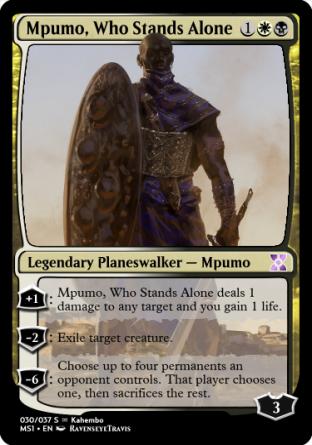 Mpumo, Who Stands Alone 1
Legendary Planeswalker — Mpumo
+1: Mpumo, Who Stands Alone deals 1
damage to any target and you gain 1 life.
-2: Exile target creature.
-6: Choose up to four permanents an
opponent controls. That player chooses
one, then sacrifices the rest.
3
030/037 S = Kahembo
MS1 • EN RavensEyeTravis